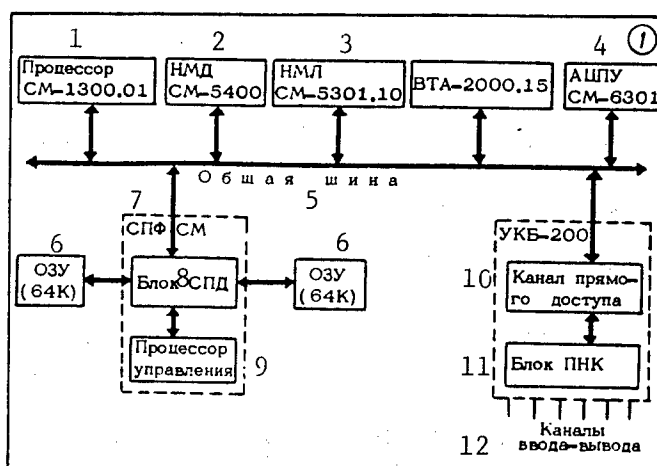 1 2 3 4 1
Процессор СМ-1300.01
НМД СМ-5400
НМЛ СМ-5301.10
ВТА-2000.15
АЦПУ СМ-6301
Общая шина
5
7
СПФ СМ
УКБ-200
6
ОЗУ (64К)
8
Блок СПД
6
ОЗУ (64К)
10
Канал прямо-
го доступа
Процессор
управления
9
11
Блок ПНК
12
Каналы
ввода-вывода